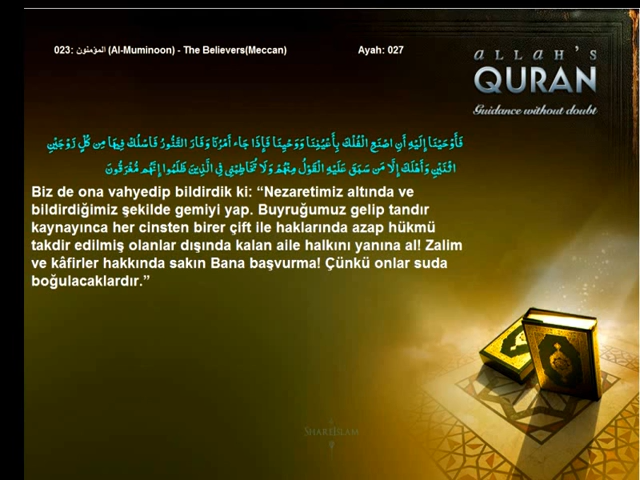 023: المؤمنون (Al-Muminoon) - The Believers(Meccan) Ayah: 027
ALLAH'S
QURAN
Guidance without doubt
فَأَوْحَيْنَا إِلَيْهِ أَنِ اصْنَعِ الْفُلْكَ بِأَعْيُنِنَا وَوَحْيِنَا فَإِذَا جَاءَ أَمْرُنَا وَفَارَ التَّنُّورُ فَاسْلُكْ فِيهَا مِن كُلٍّ زَوْجَيْنِ
اثْنَيْنِ وَأَهْلَكَ إِلَّا مَن سَبَقَ عَلَيْهِ الْقَوْلُ مِنْهُمْ وَلَا تُخَاطِبْنِي فِي الَّذِينَ ظَلَمُوا إِنَّهُم مُّغْرَقُونَ
Biz de ona vahyedip bildirdik ki: “Nezaretimiz altında ve
bildirdiğimiz şekilde gemiyi yap. Buyruğumuz gelip tandır
kaynayınca her cinsten birer çift ile haklarında azap hükmü
takdir edilmiş olanlar dışında kalan aile halkını yanına al! Zalim
ve kâfirler hakkında sakın Bana başvurma! Çünkü onlar suda
boğulacaklardır.”
SHAREISLAM